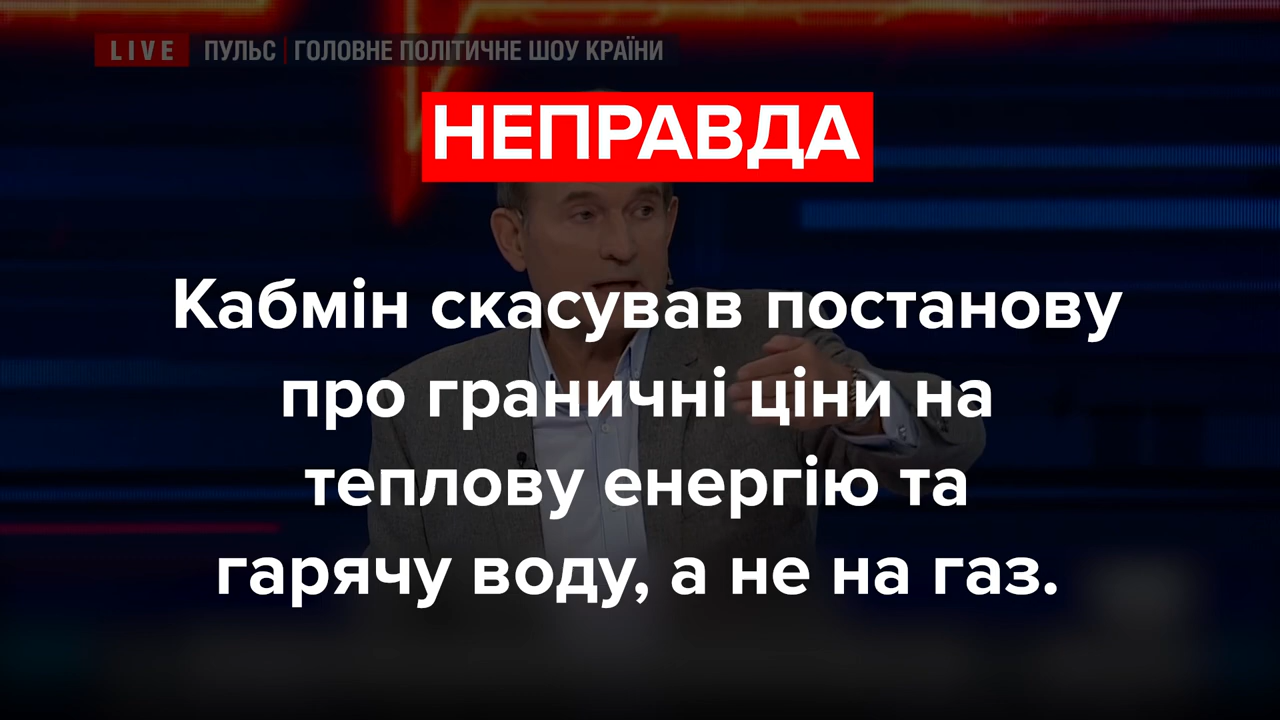 LIVE ПУЛЬС | ГОЛОВНЕ ПОЛІТИЧНЕ ШОУ КРАЇНИ
НЕПРАВДА
Кабмін скасував постанову
про граничні ціни на
теплову енергію та
гарячу воду, а не на газ.